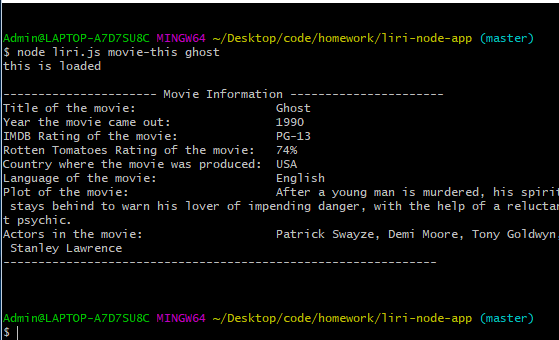 Admin@LAPTOP-A7D7SU8C MINGW64 ~/Desktop/code/homework/liri-node-app (master)
$ node liri.js movie-this ghost
this is loaded
---------------------- Movie Information ----------------------
Title of the movie: Ghost
Year the movie came out: 1990
IMDB Rating of the movie: PG-13
Rotten Tomatoes Rating of the movie: 74%
Country where the movie was produced: USA
Language of the movie: English
Plot of the movie: After a young man is murdered, his spirit
stays behind to warn his lover of impending danger, with the help of a reluctan
t psychic.
Actors in the movie: Patrick Swayze, Demi Moore, Tony Goldwyn,
Stanley Lawrence
--------------------------------------------------------------
Admin@LAPTOP-A7D7SU8C MINGW64 ~/Desktop/code/homework/liri-node-app (master)
$